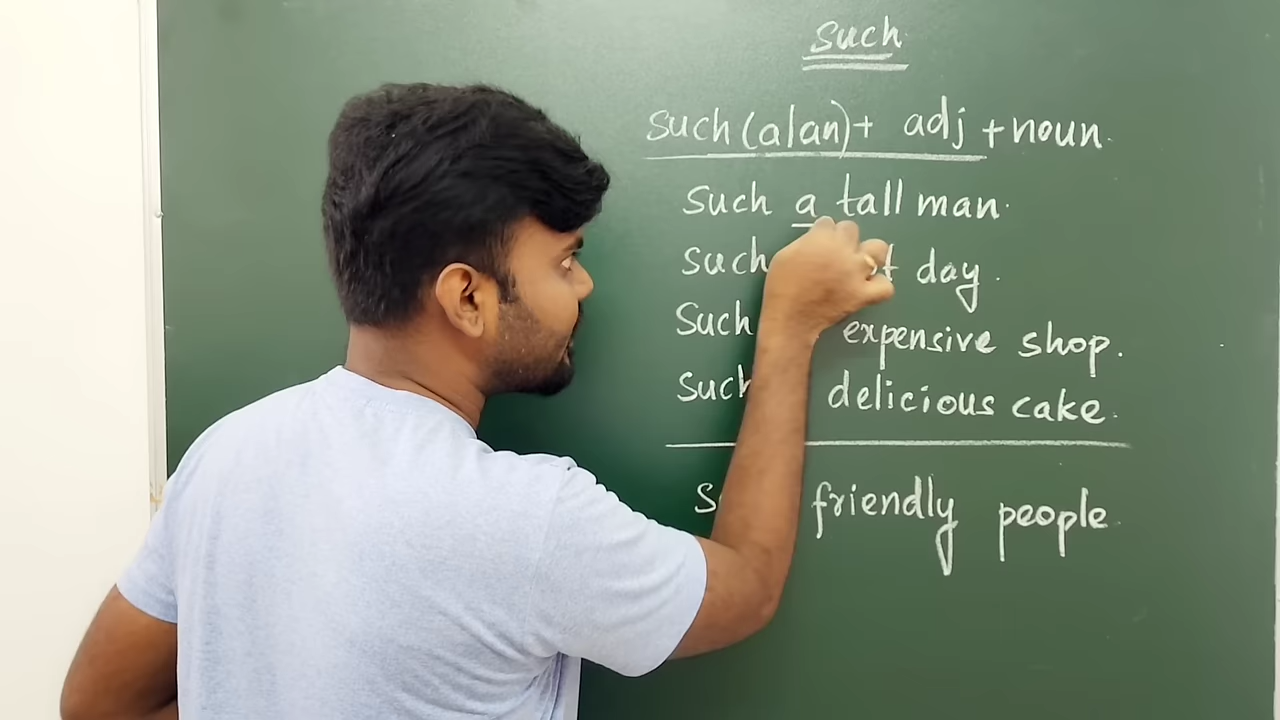 such
such (a/an) + adj + noun.
such a tall man.
such day.
Such expensive shop.
such delicious cake.
friendly people